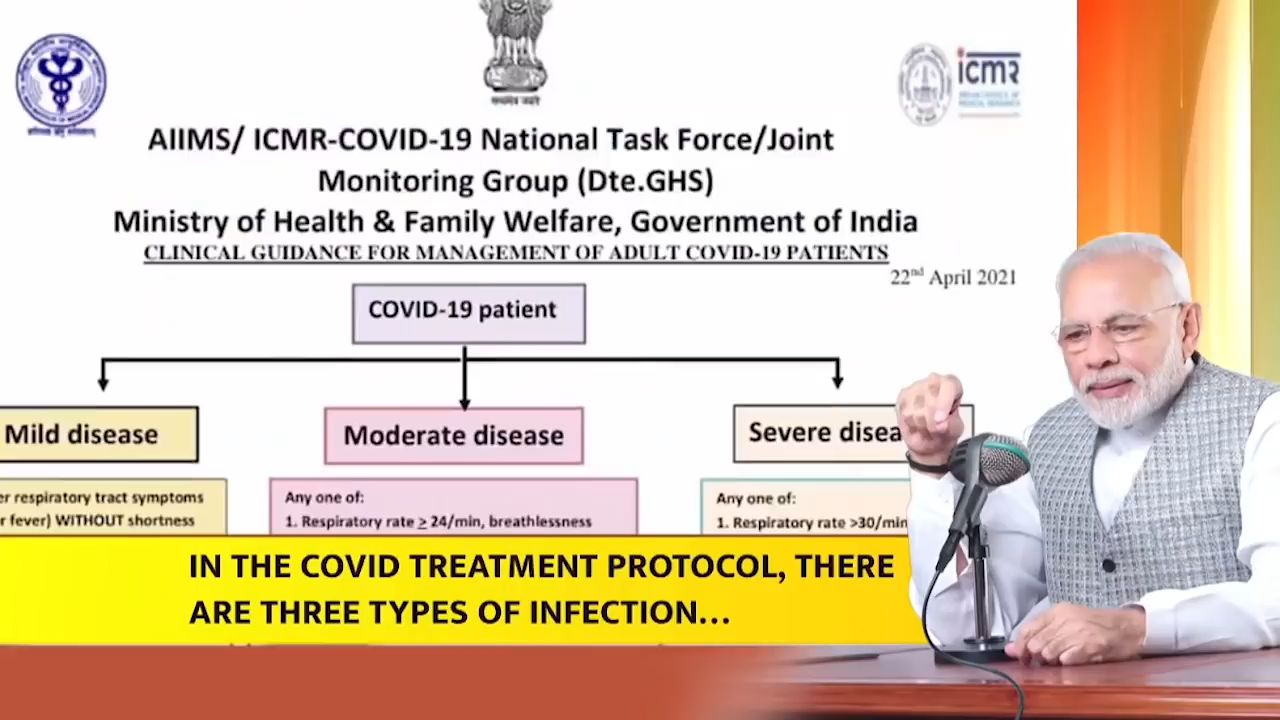 सत्यमेव जयते
icmr
AIIMS/ ICMR-COVID-19 National Task Force/Joint
Monitoring Group (Dte.GHS)
Ministry of Health & Family Welfare, Government of India
CLINICAL GUIDANCE FOR MANAGEMENT OF ADULT COVID-19 PATIENTS
22nd April 2021
COVID-19 patient
Mild disease
Moderate disease
Severe disea
er respiratory tract symptoms
r fever) WITHOUT shortness
Any one of:
1. Respiratory rate ≥ 24/min, breathlessness
Any one of:
1. Respiratory rate >30/min
IN THE COVID TREATMENT PROTOCOL, THERE
ARE THREE TYPES OF INFECTION...